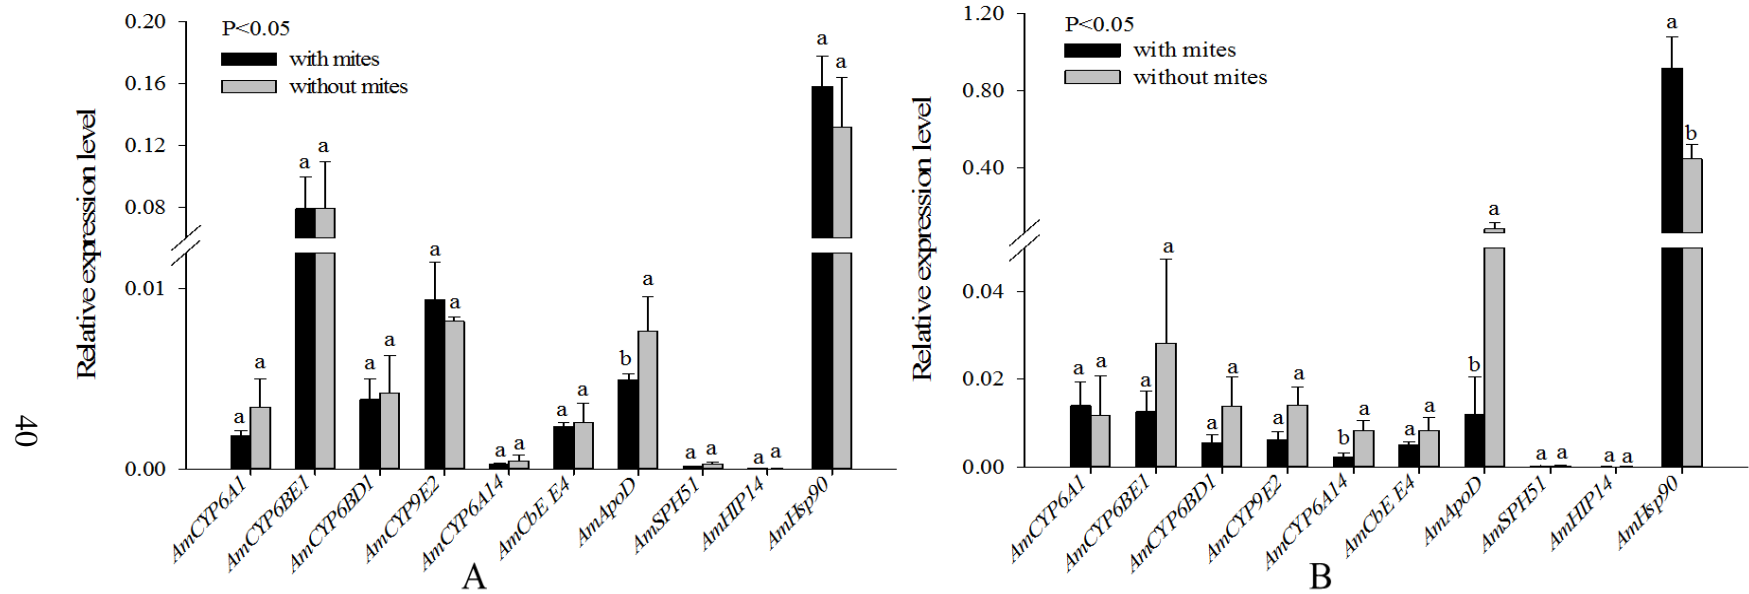 P<0.05
with mites
without mites
Relative expression level
0.20
0.16
0.12
0.08
0.01
0.00
a
a
a
a
a
a
a
a
a
a
a
a
b
a
a
a
a
a
a
a
AmCYP6A1
AmCYP6BE1
AmCYP6BD1
AmCYP9E2
AmCYP6A14
AmCbE E4
AmApoD
AmSPH51
AmHIP14
AmHsp90
A
P<0.05
with mites
without mites
Relative expression level
1.20
0.80
0.40
0.04
0.02
0.00
a
a
a
a
a
a
a
a
b
a
a
a
b
a
a
a
a
a
a
b
AmCYP6A1
AmCYP6BE1
AmCYP6BD1
AmCYP9E2
AmCYP6A14
AmCbE E4
AmApoD
AmSPH51
AmHIP14
AmHsp90
B
40